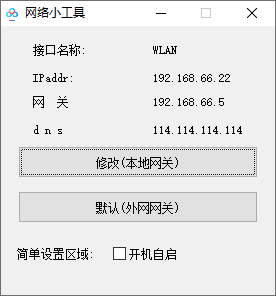 网络小工具
接口名称: WLAN
IPaddr: 192.168.66.22
网 关 192.168.66.5
d n s 114.114.114.114
修改(本地网关)
默认(外网网关)
简单设置区域: 开机自启